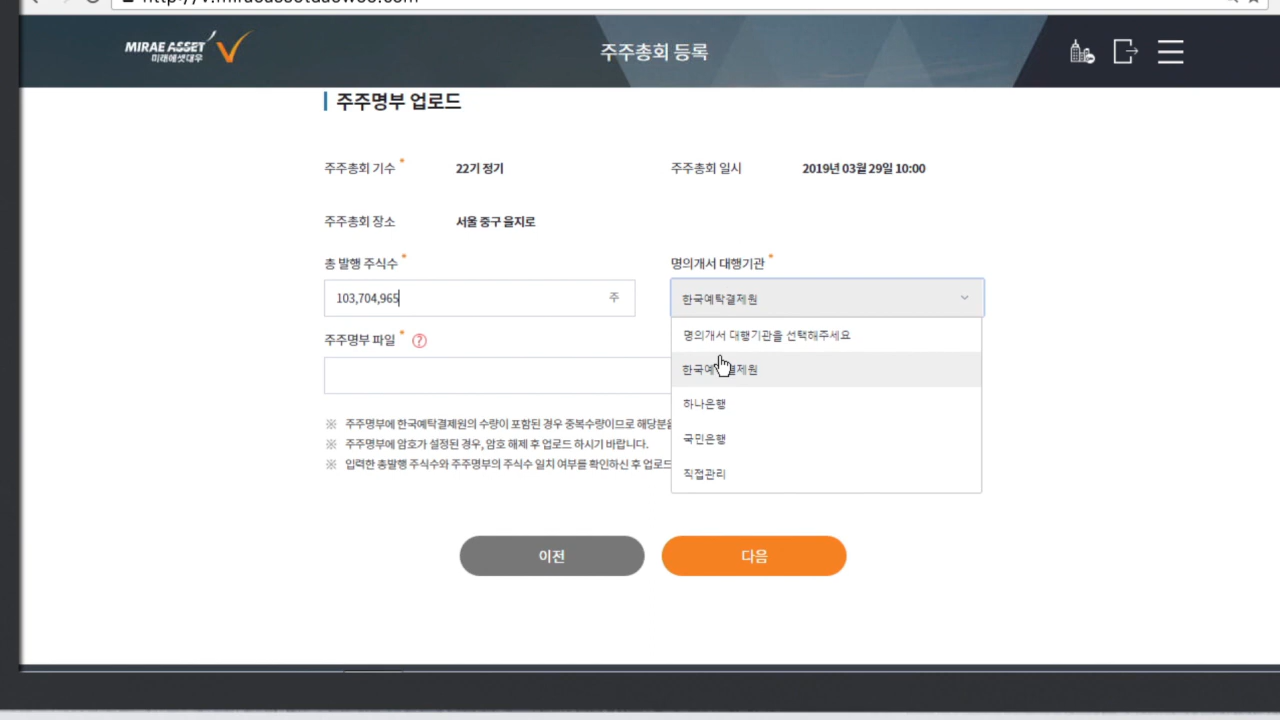 MIRAE ASSET
미래에셋대우
주주총회 등록
주주명부 업로드
주주총회 기수 * 22기 정기
주주총회 일시 2019년 03월 29일 10:00
주주총회 장소 서울 중구 을지로
총 발행 주식수 *
명의개서 대행기관 *
103,704,965 주
한국예탁결제원
주주명부 파일 * ?
명의개서 대행기관을 선택해주세요
하나은행
국민은행
직접관리
※ 주주명부에 한국예탁결제원의 수량이 포함된 경우 중복수량이므로 해당분을
※ 주주명부에 암호가 설정된 경우, 암호 해제 후 업로드 하시기 바랍니다.
※ 입력한 총발행 주식수와 주주명부의 주식수 일치 여부를 확인하신 후 업로드
이전
다음